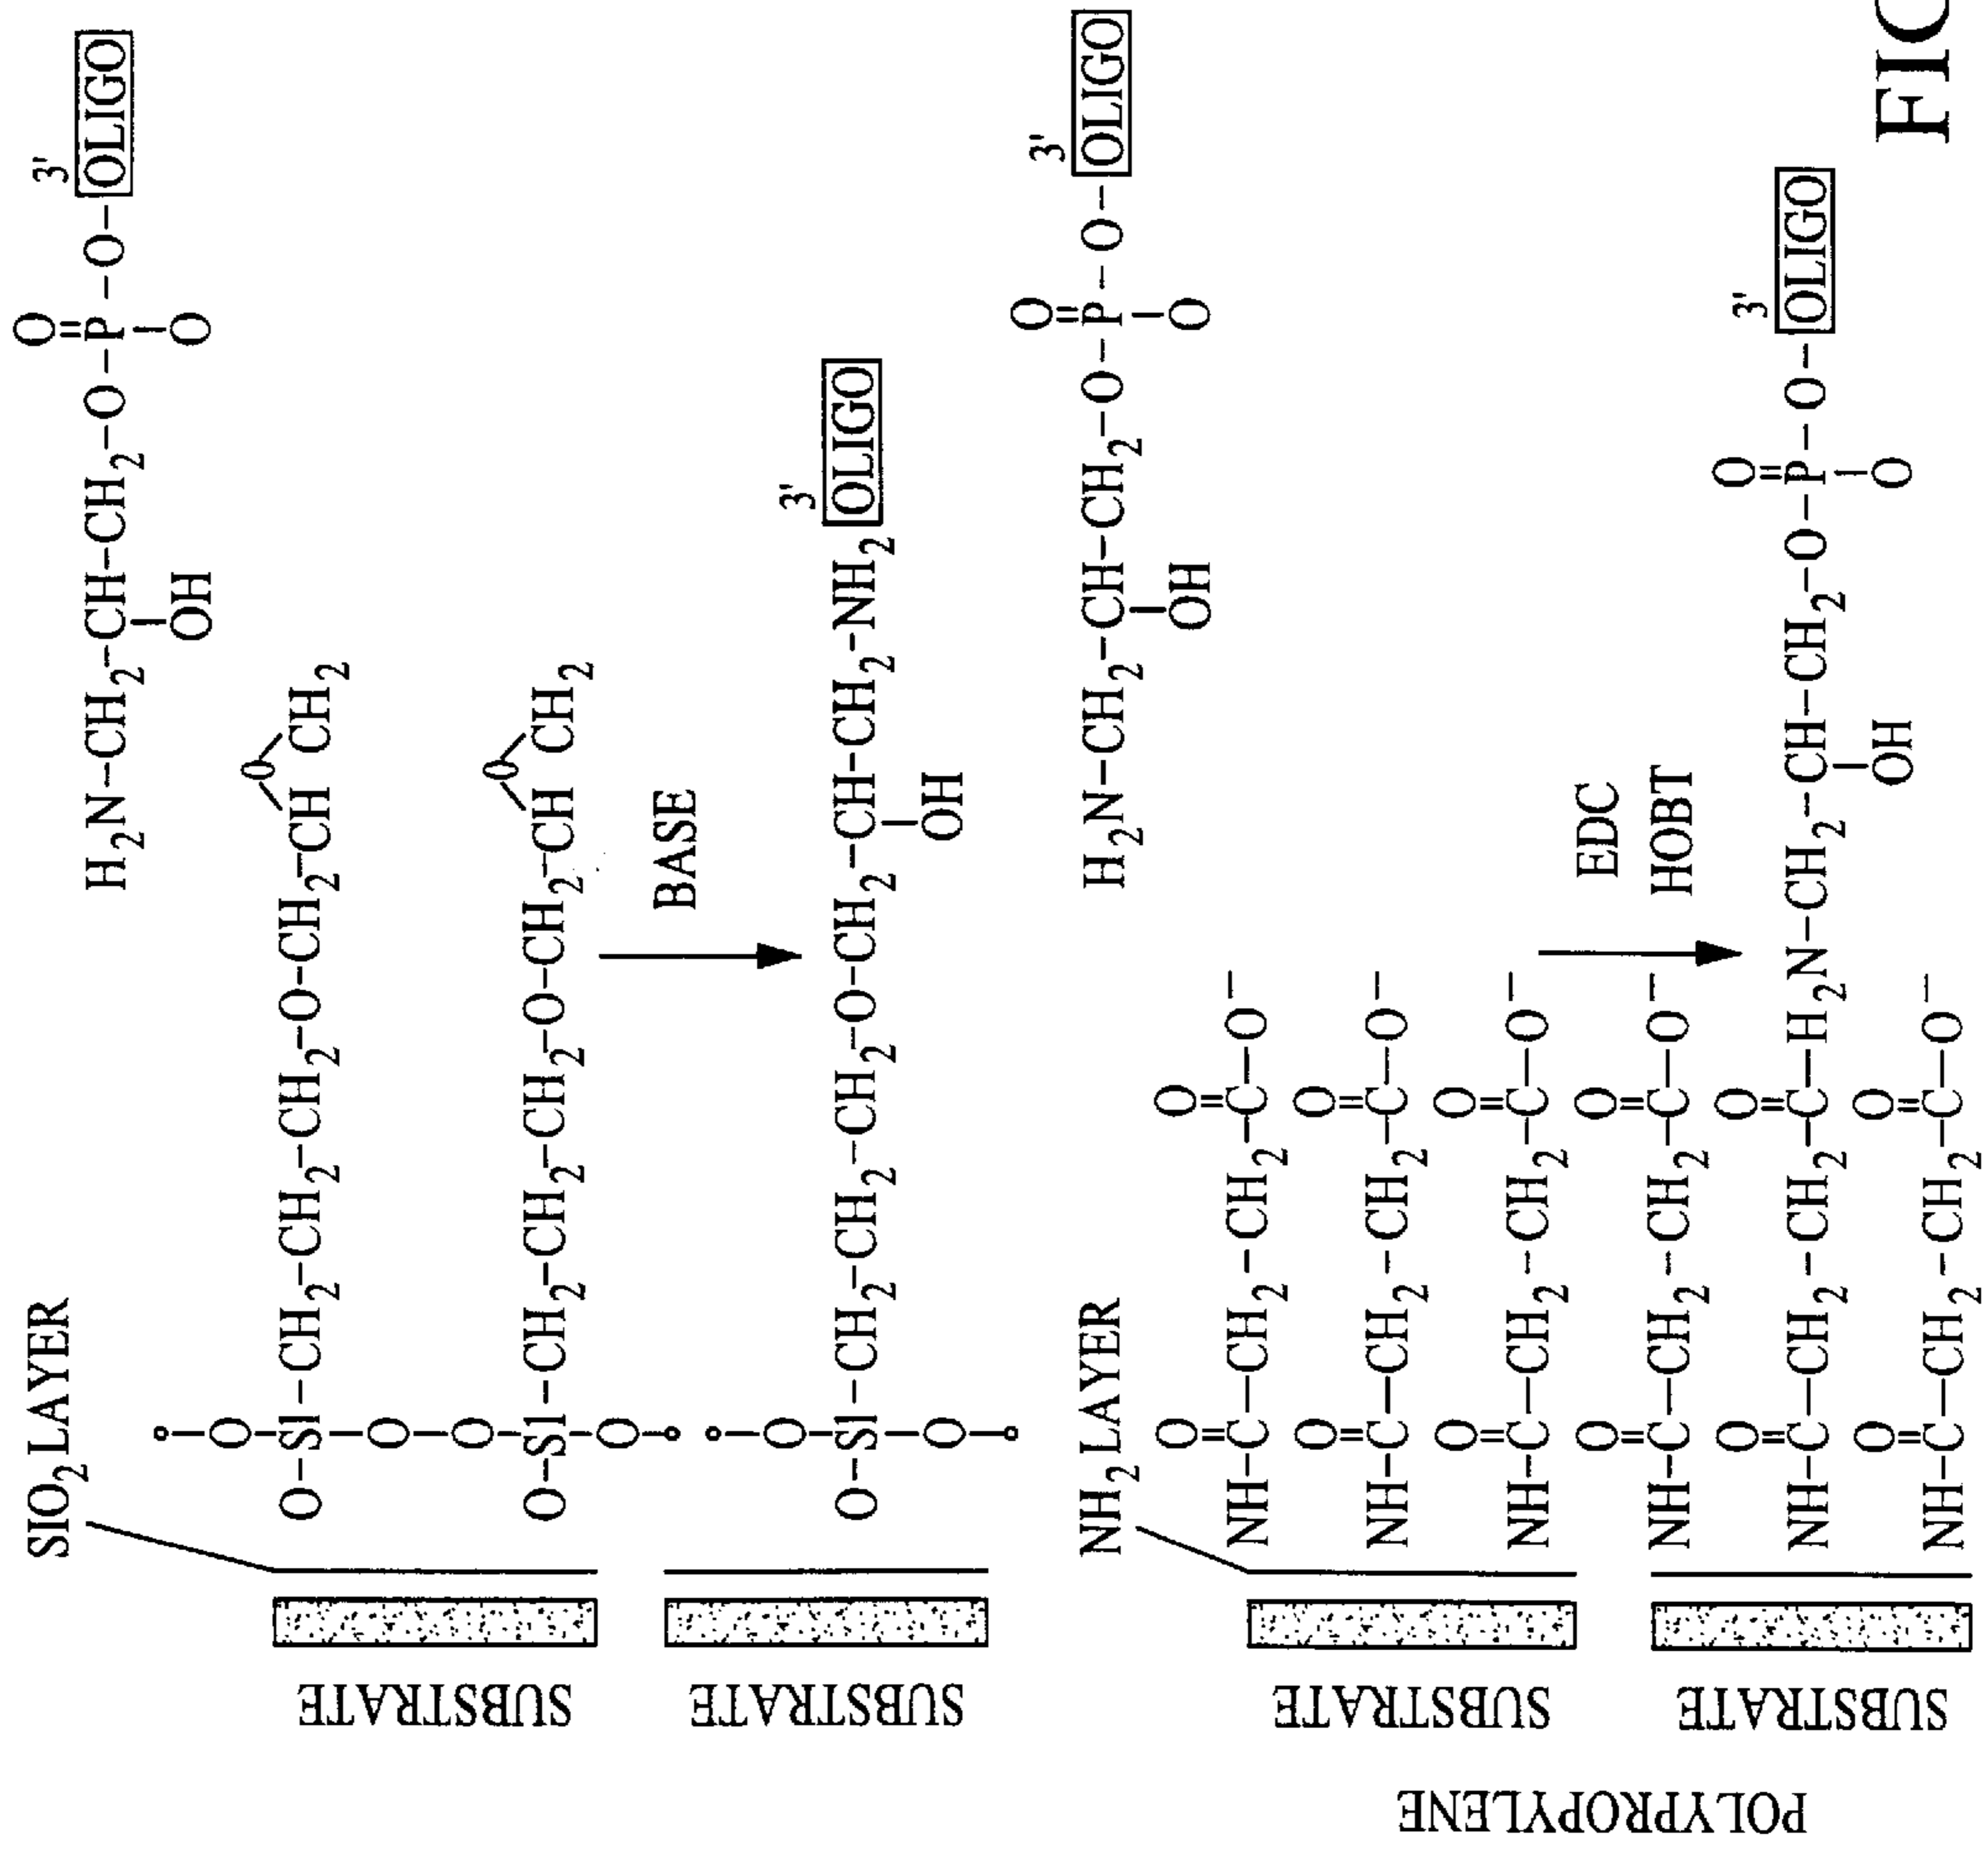 SIO2 LAYER
H2N–CH2–CH–CH2–O–P–O–OLIGO
O
O
OH
3'
O
O–SI–CH2–CH2–CH2–O–CH2–CH CH2
O
O
O
O
O–SI–CH2–CH2–CH2–O–CH2–CH CH2
O
O
SUBSTRATE
BASE
O
3'
O–SI–CH2–CH2–CH2–O–CH2–CH–CH2–NH2 OLIGO
O
OH
SUBSTRATE
NH2 LAYER
O
3'
H2N–CH2–CH–CH2–O–P–O–OLIGO
OH
O
O
O
NH–C–CH2–CH2–C–O−
O
O
NH–C–CH2–CH2–C–O−
O
O
NH–C–CH2–CH2–C–O−
SUBSTRATE
EDC
HOBT
O
O
NH–C–CH2–CH2–C–O−
O
O
O
3'
NH–C–CH2–CH2–C–H2N–CH2–CH–CH2–O–P–O–OLIGO
OH
O
O
O
NH–C–CH2–CH2–C–O−
SUBSTRATE
POLYPROPYLENE